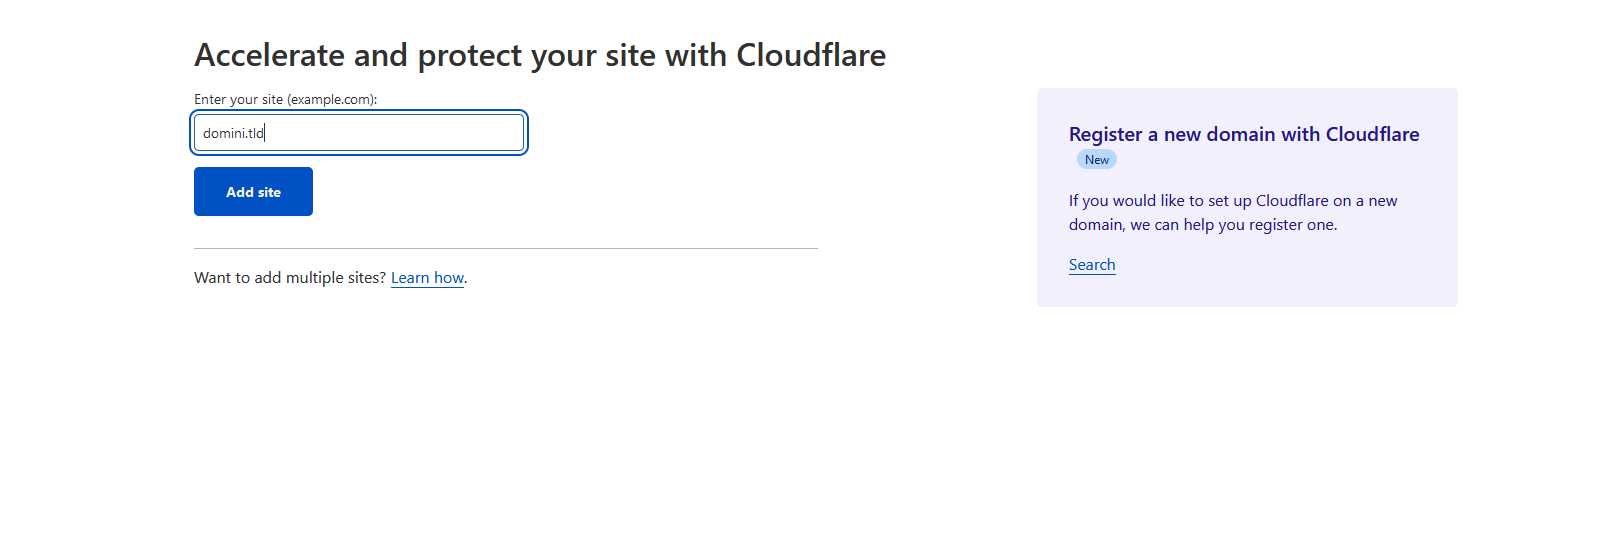 Accelerate and protect your site with Cloudflare
Enter your site (example.com):
domini.tld
Add site
Want to add multiple sites? Learn how.
Register a new domain with Cloudflare
New
If you would like to set up Cloudflare on a new
domain, we can help you register one.
Search